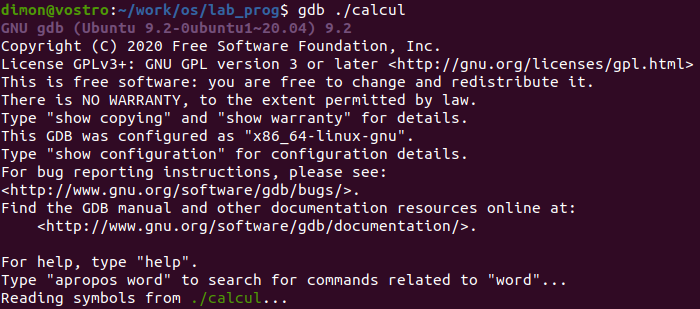 dimon@vostro:~/work/os/lab_prog$ gdb ./calcul
GNU gdb (Ubuntu 9.2-0ubuntu1~20.04) 9.2
Copyright (C) 2020 Free Software Foundation, Inc.
License GPLv3+: GNU GPL version 3 or later <http://gnu.org/licenses/gpl.html>
This is free software: you are free to change and redistribute it.
There is NO WARRANTY, to the extent permitted by law.
Type "show copying" and "show warranty" for details.
This GDB was configured as "x86_64-linux-gnu".
Type "show configuration" for configuration details.
For bug reporting instructions, please see:
<http://www.gnu.org/software/gdb/bugs/>.
Find the GDB manual and other documentation resources online at:
    <http://www.gnu.org/software/gdb/documentation/>.

For help, type "help".
Type "apropos word" to search for commands related to "word"...
Reading symbols from ./calcul...